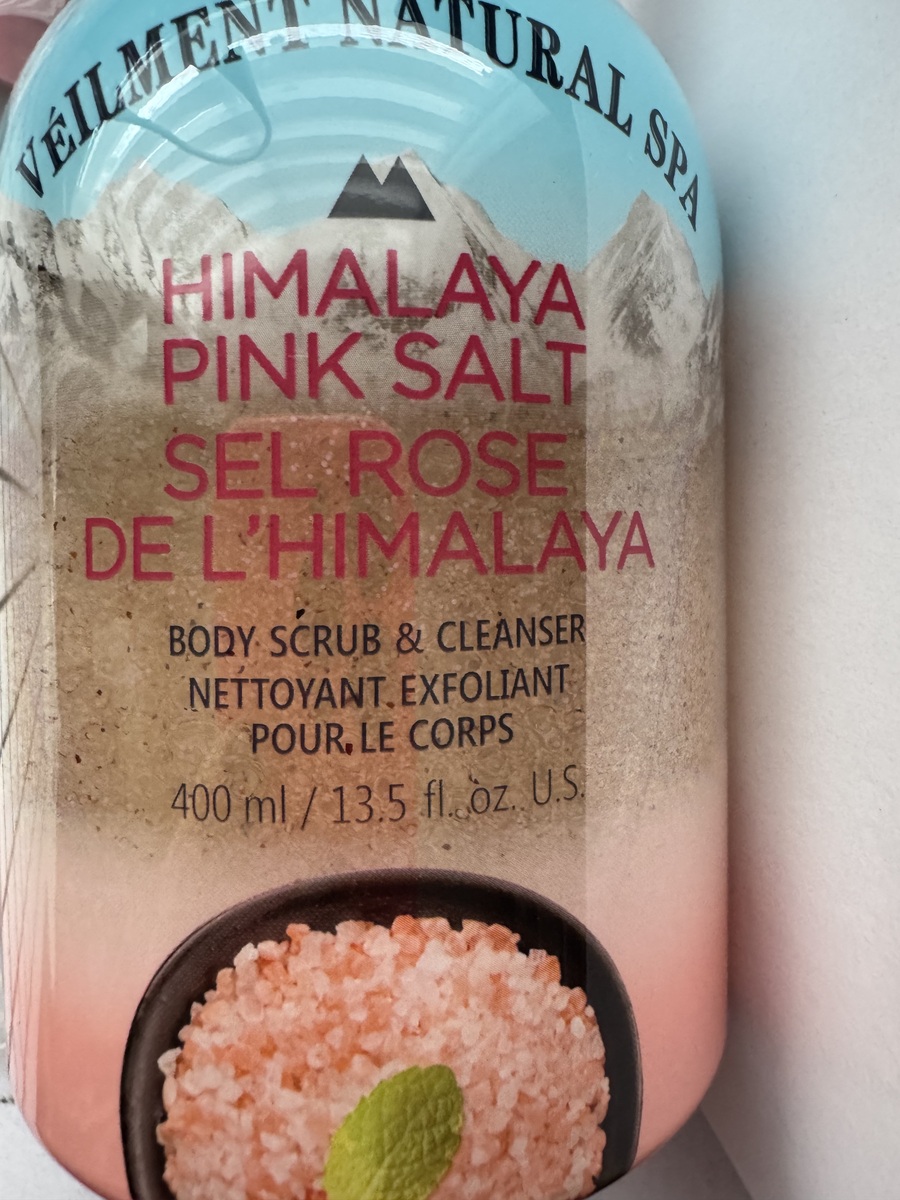 VÉILMENT NATURAL SPA
HIMALAYA
PINK SALT
SEL ROSE
DE L'HIMALAYA
BODY SCRUB & CLEANSER
NETTOYANT EXFOLIANT
POUR LE CORPS
400 ml / 13.5 fl. oz. U.S.